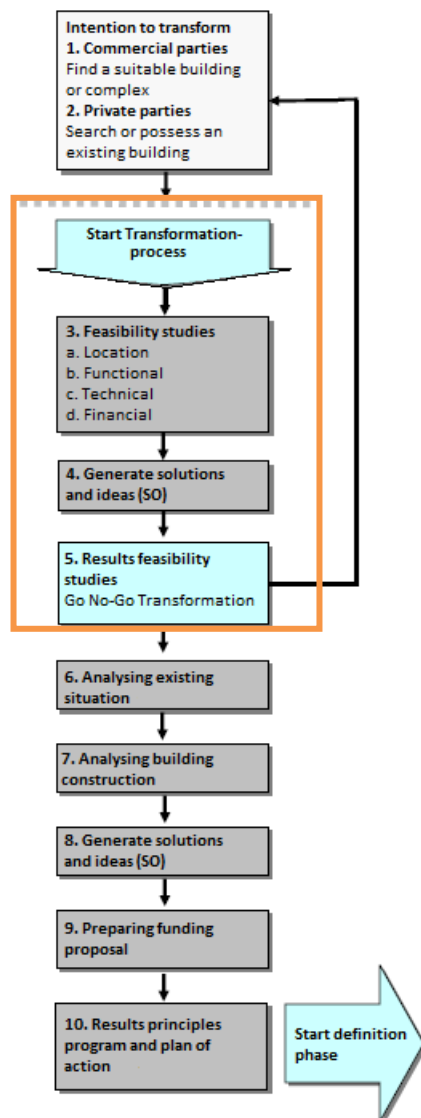 Intention to transform
1. Commercial parties
Find a suitable building
or complex
2. Private parties
Search or possess an
existing building
Start Transformation-
process
3. Feasibility studies
a. Location
b. Functional
c. Technical
d. Financial
4. Generate solutions
and ideas (SO)
5. Results feasibility
studies
Go No-Go Transformation
6. Analysing existing
situation
7. Analysing building
construction
8. Generate solutions
and ideas (SO)
9. Preparing funding
proposal
10. Results principles
program and plan of
action
Start definition
phase